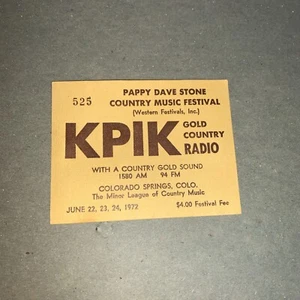 PAPPY DAVE STONE
525 COUNTRY MUSIC FESTIVAL
(Western Festivals, Inc.)
KPIK GOLD COUNTRY RADIO
WITH A COUNTRY GOLD SOUND
1580 AM 94 FM
COLORADO SPRINGS, COLO.
The Minor League of Country Music
JUNE 22, 23, 24, 1972 $4.00 Festival Fee